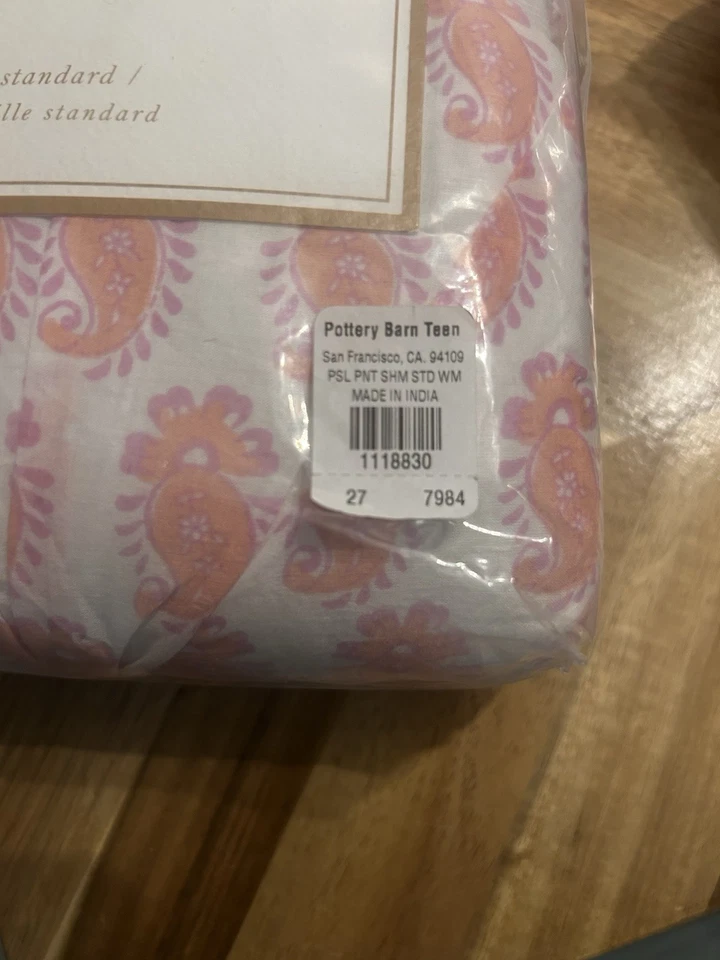 standard /
ille standard
Pottery Barn Teen
San Francisco, CA. 94109
PSL PNT SHM STD WM
MADE IN INDIA
1118830
27 7984